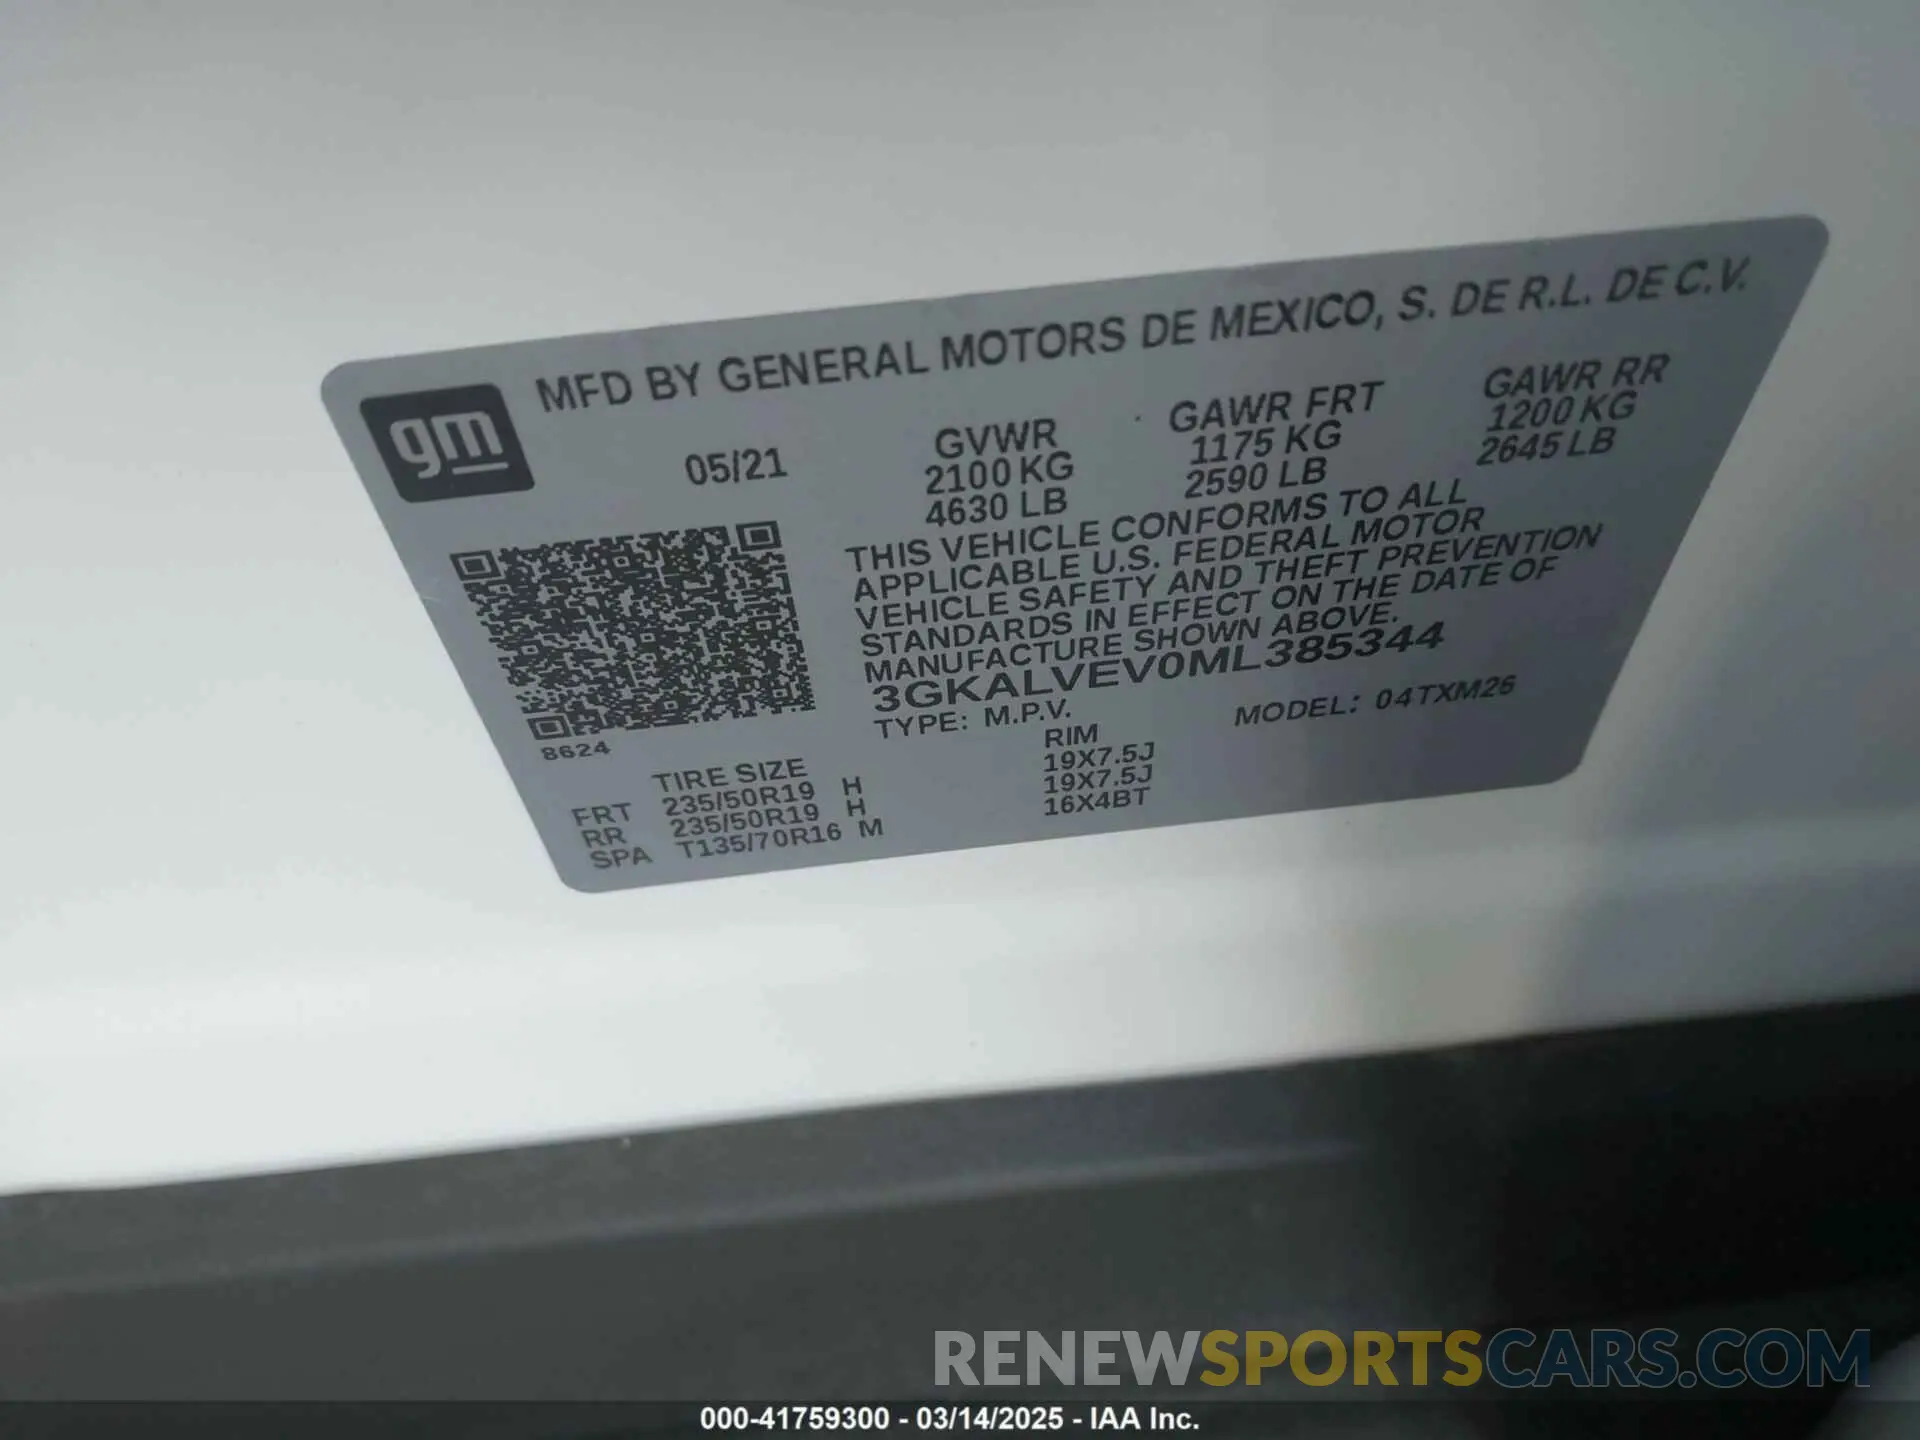 gm
MFD BY GENERAL MOTORS DE MEXICO, S. DE R.L. DE C.V.
05/21
GVWR
2100 KG
4630 LB
GAWR FRT
1175 KG
2590 LB
GAWR RR
1200 KG
2645 LB
THIS VEHICLE CONFORMS TO ALL
APPLICABLE U.S. FEDERAL MOTOR
VEHICLE SAFETY AND THEFT PREVENTION
STANDARDS IN EFFECT ON THE DATE OF
MANUFACTURE SHOWN ABOVE.
3GKALVEV0ML385344
TYPE: M.P.V.
MODEL: 04TXM26
8624
TIRE SIZE RIM
FRT 235/50R19 H 19X7.5J
RR 235/50R19 H 19X7.5J
SPA T135/70R16 M 16X4BT
RENEWSPORTSCARS.COM
000-41759300 - 03/14/2025 - IAA Inc.